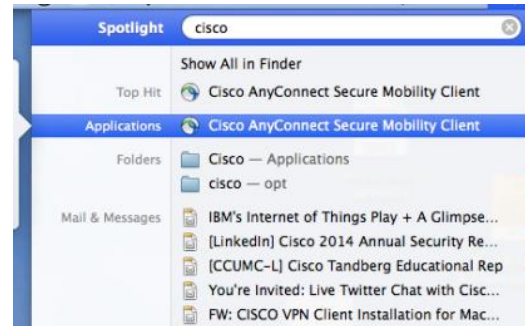 Spotlight cisco
Show All in Finder
Top Hit Cisco AnyConnect Secure Mobility Client
Applications Cisco AnyConnect Secure Mobility Client
Folders Cisco — Applications
cisco — opt
Mail & Messages IBM's Internet of Things Play + A Glimpse...
[LinkedIn] Cisco 2014 Annual Security Re...
[CCUMC-L] Cisco Tandberg Educational Rep
You're Invited: Live Twitter Chat with Cisc...
FW: CISCO VPN Client Installation for Mac...